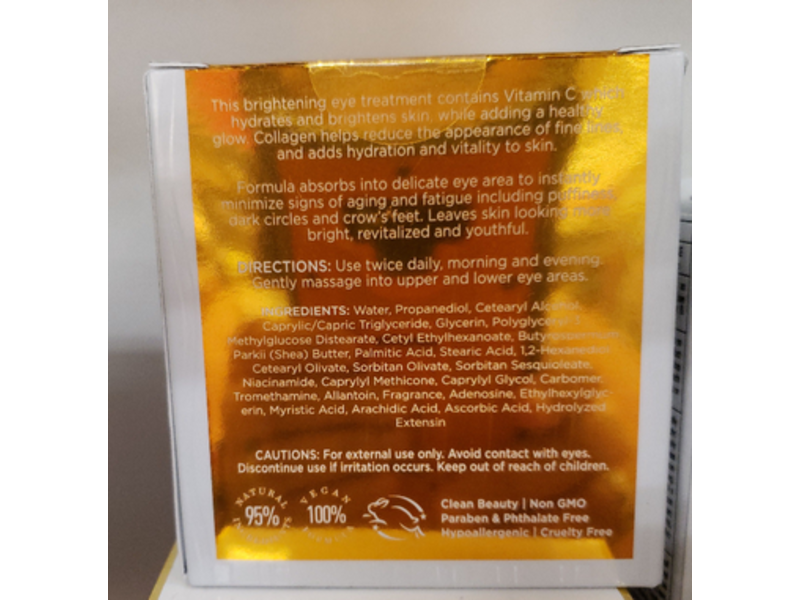 This brightening eye treatment contains Vitamin C which
hydrates and brightens skin, while adding a healthy
glow. Collagen helps reduce the appearance of fine lines
and adds hydration and vitality to skin.
Formula absorbs into delicate eye area to instantly
minimize signs of aging and fatigue including puffiness,
dark circles and crow's feet. Leaves skin looking more
bright, revitalized and youthful.
DIRECTIONS: Use twice daily, morning and evening.
Gently massage into upper and lower eye areas.
INGREDIENTS: Water, Propanediol, Cetearyl Alcohol,
Caprylic/Capric Triglyceride, Glycerin, Polyglyceryl-3
Methylglucose Distearate, Cetyl Ethylhexanoate, Butyrospermum
Parkii (Shea) Butter, Palmitic Acid, Stearic Acid, 1,2-Hexanediol,
Cetearyl Olivate, Sorbitan Olivate, Sorbitan Sesquioleate,
Niacinamide, Caprylyl Methicone, Caprylyl Glycol, Carbomer,
Tromethamine, Allantoin, Fragrance, Adenosine, Ethylhexylglyc-
erin, Myristic Acid, Arachidic Acid, Ascorbic Acid, Hydrolyzed
Extensin
CAUTIONS: For external use only. Avoid contact with eyes.
Discontinue use if irritation occurs. Keep out of reach of children.
NATURAL
95%
INGREDIENTS
VEGAN
100%
FORMULA
Clean Beauty | Non GMO
Paraben & Phthalate Free
Hypoallergenic | Cruelty Free